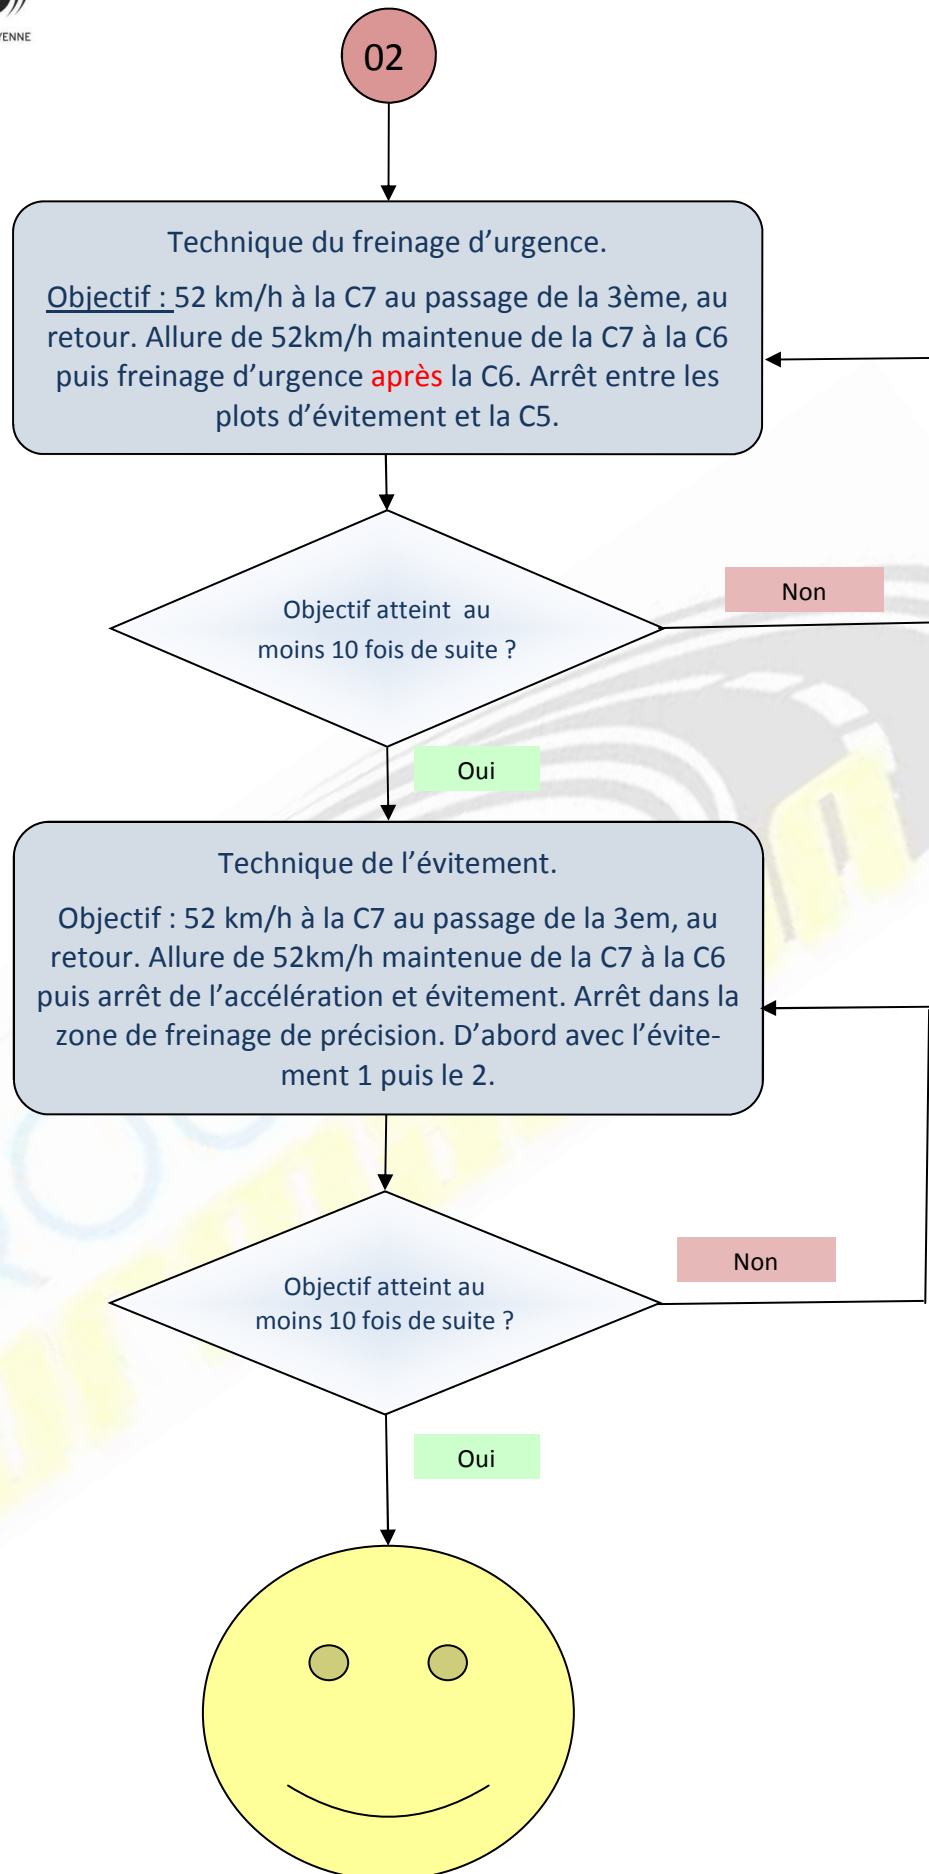 YENNE
02
Technique du freinage d’urgence.
Objectif : 52 km/h à la C7 au passage de la 3ème, au
retour. Allure de 52km/h maintenue de la C7 à la C6
puis freinage d’urgence après la C6. Arrêt entre les
plots d’évitement et la C5.
Objectif atteint au
moins 10 fois de suite ?
Non
Oui
Technique de l’évitement.
Objectif : 52 km/h à la C7 au passage de la 3em, au
retour. Allure de 52km/h maintenue de la C7 à la C6
puis arrêt de l’accélération et évitement. Arrêt dans la
zone de freinage de précision. D’abord avec l’évite-
ment 1 puis le 2.
Objectif atteint au
moins 10 fois de suite ?
Non
Oui